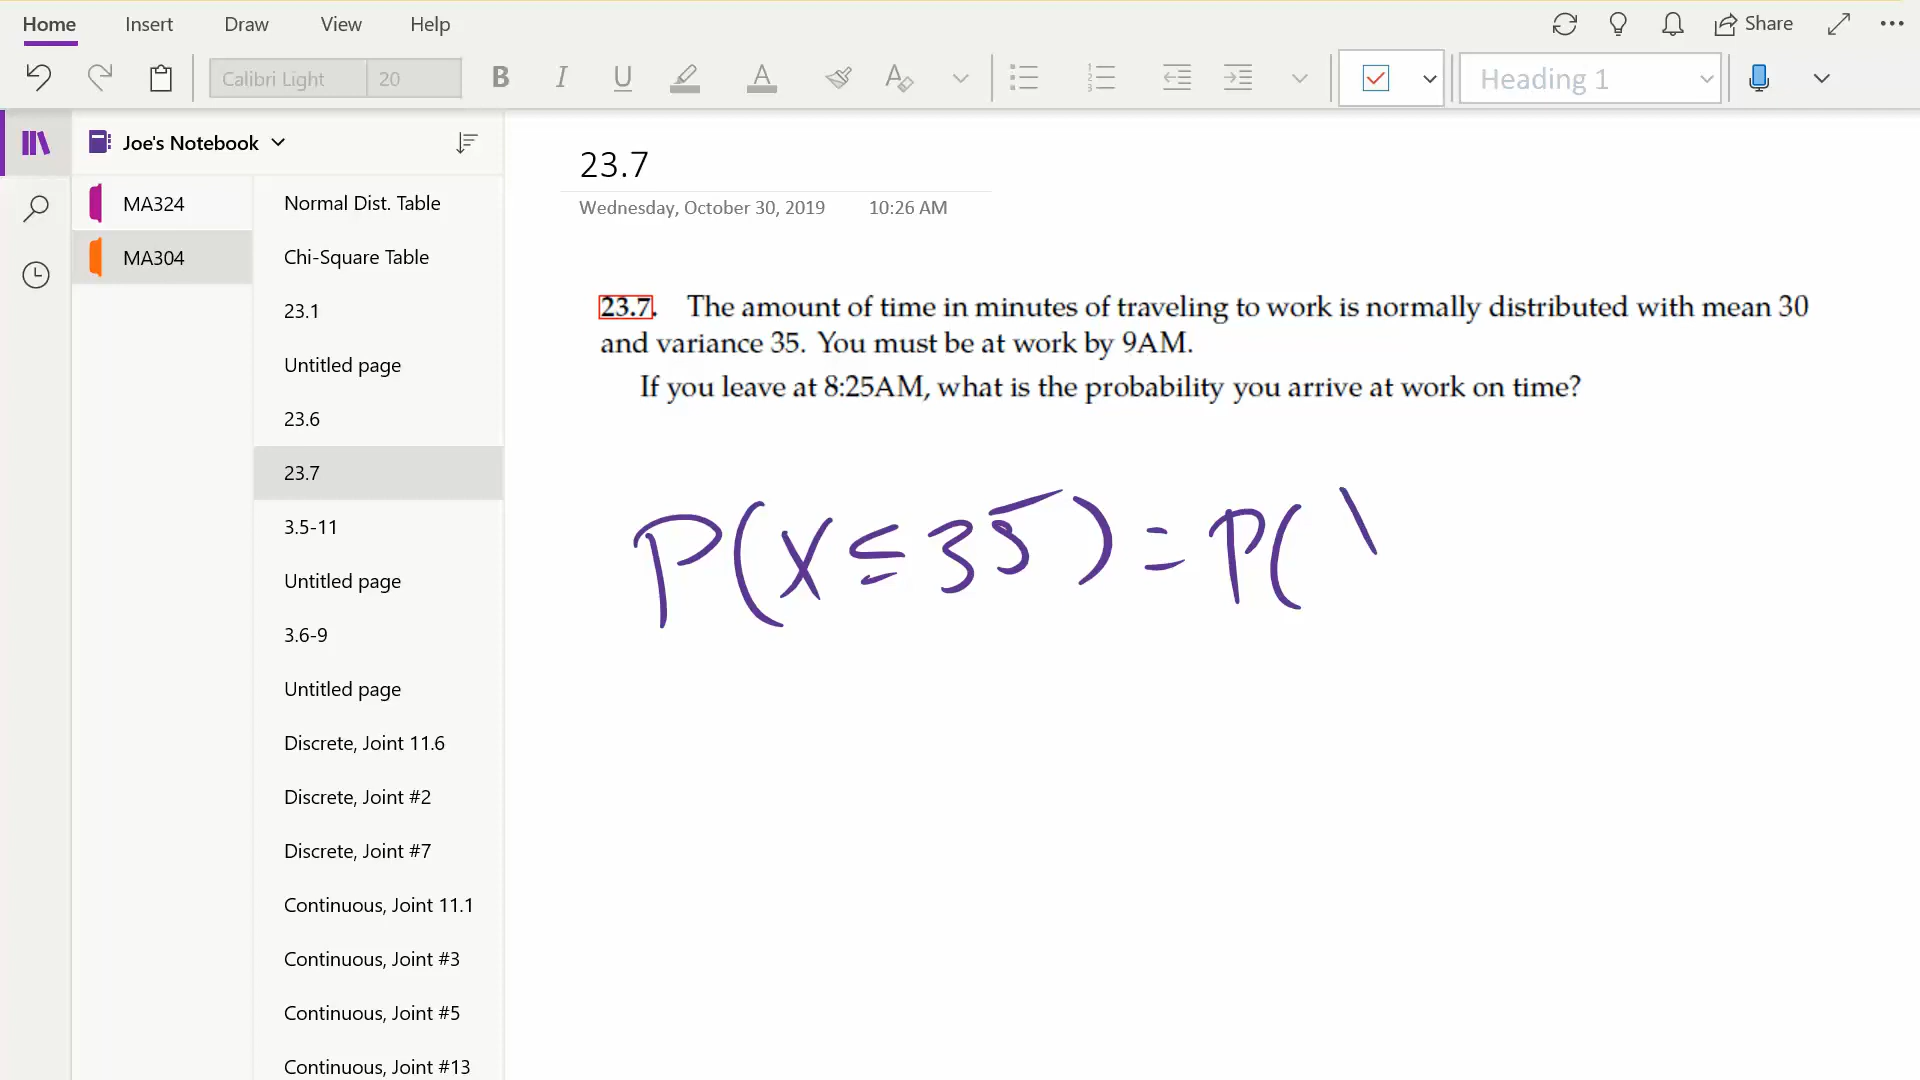 Home Insert Draw View Help Share
Calibri Light 20 B I U Heading 1
Joe's Notebook
MA324
MA304
Normal Dist. Table
Chi-Square Table
23.1
Untitled page
23.6
23.7
3.5-11
Untitled page
3.6-9
Untitled page
Discrete, Joint 11.6
Discrete, Joint #2
Discrete, Joint #7
Continuous, Joint 11.1
Continuous, Joint #3
Continuous, Joint #5
Continuous, Joint #13
23.7
Wednesday, October 30, 2019 10:26 AM
23.7. The amount of time in minutes of traveling to work is normally distributed with mean 30
and variance 35. You must be at work by 9AM.
If you leave at 8:25AM, what is the probability you arrive at work on time?
P(X ≤ 35) = P( \